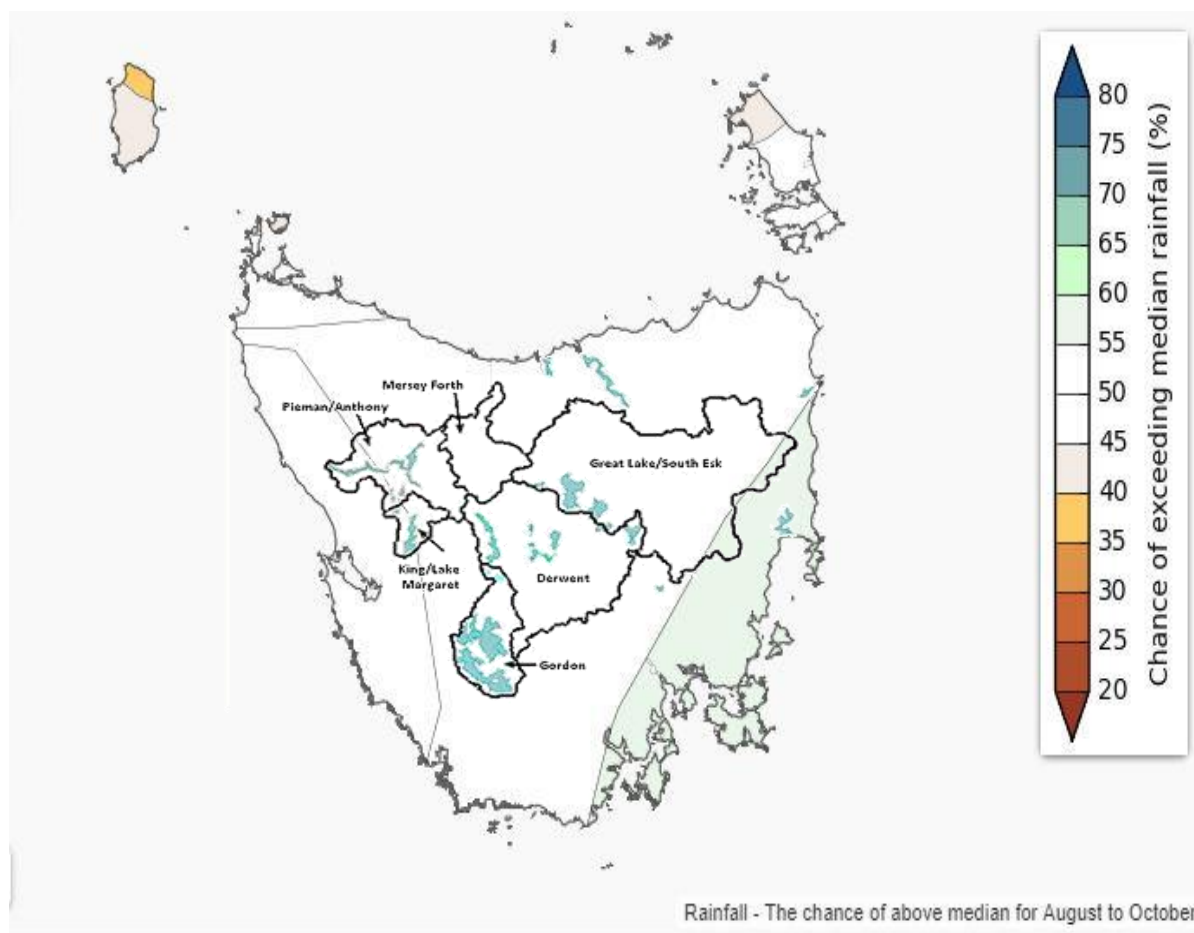 Mersey Forth
Pieman/Anthony
Great Lake/South Esk
King/Lake
Margaret
Derwent
Gordon
80
75
70
65
60
55
50
45
40
35
30
25
20
Chance of exceeding median rainfall (%)
Rainfall - The chance of above median for August to October